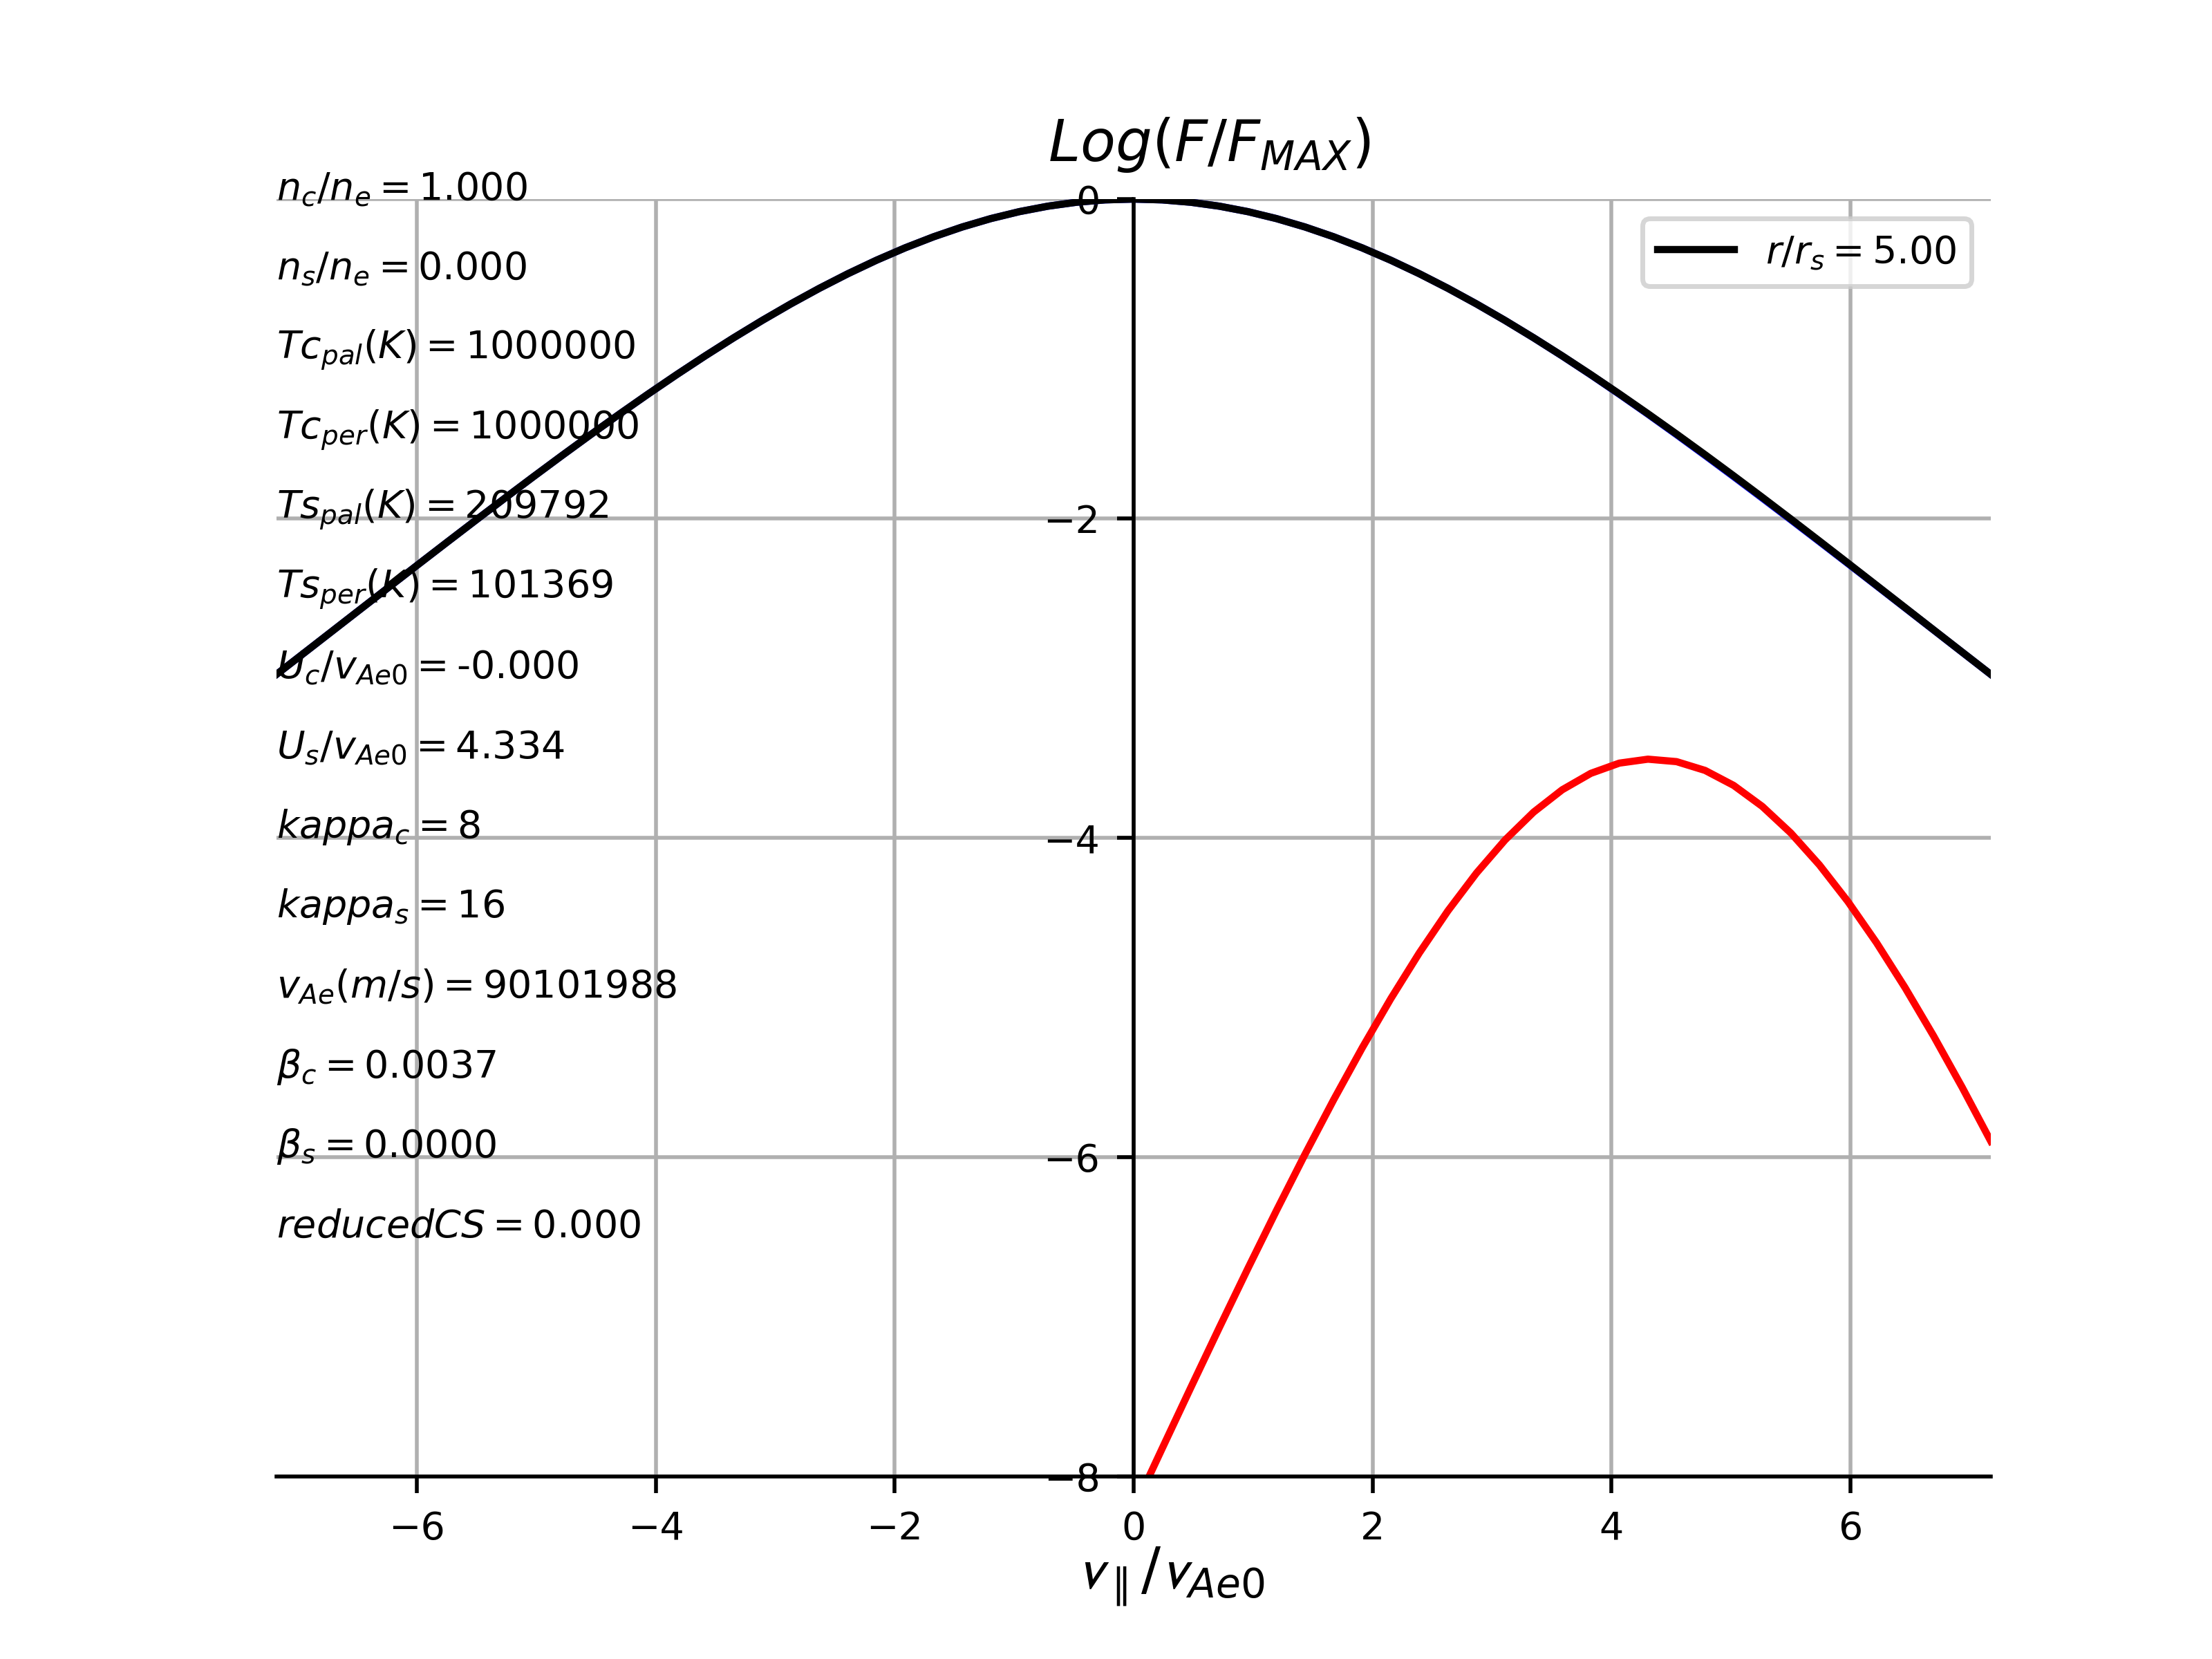 Log(F/F_MAX)
n_c/n_e = 1.000
n_s/n_e = 0.000
Tc_pal(K) = 1000000
Tc_per(K) = 1000000
Ts_pal(K) = 209792
Ts_per(K) = 101369
U_c/v_Ae0 = -0.000
U_s/v_Ae0 = 4.334
kappa_c = 8
kappa_s = 16
v_Ae(m/s) = 90101988
β_c = 0.0037
β_s = 0.0000
reducedCS = 0.000
r/r_s = 5.00
0
−2
−4
−6
−8
−6 −4 −2 0 2 4 6
v_∥/v_Ae0